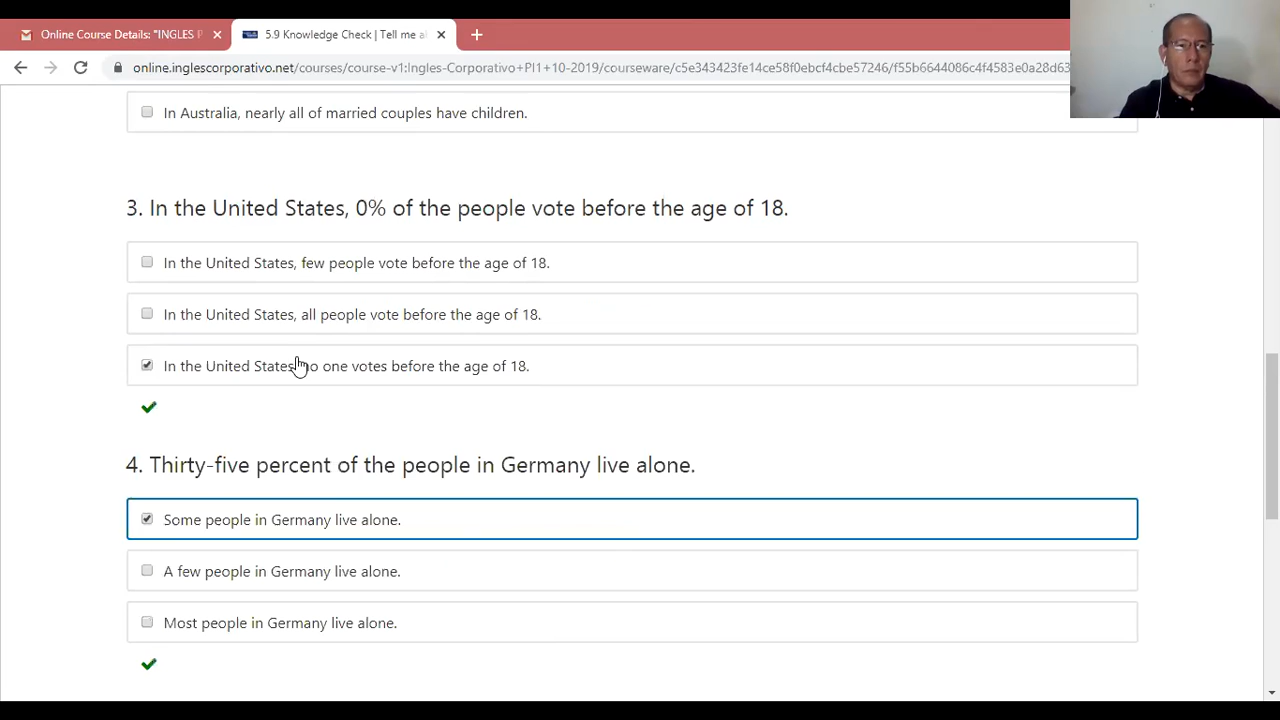 Online Course Details: "INGLES P
5.9 Knowledge Check | Tell me a
online.inglescorporativo.net/courses/course-v1:Ingles-Corporativo+PI1+10-2019/courseware/c5e343423fe14ce58f0ebcf4cbe57246/f55b6644086c4f4583e0a28d63
In Australia, nearly all of married couples have children.
3. In the United States, 0% of the people vote before the age of 18.
In the United States, few people vote before the age of 18.
In the United States, all people vote before the age of 18.
In the United States, no one votes before the age of 18.
4. Thirty-five percent of the people in Germany live alone.
Some people in Germany live alone.
A few people in Germany live alone.
Most people in Germany live alone.